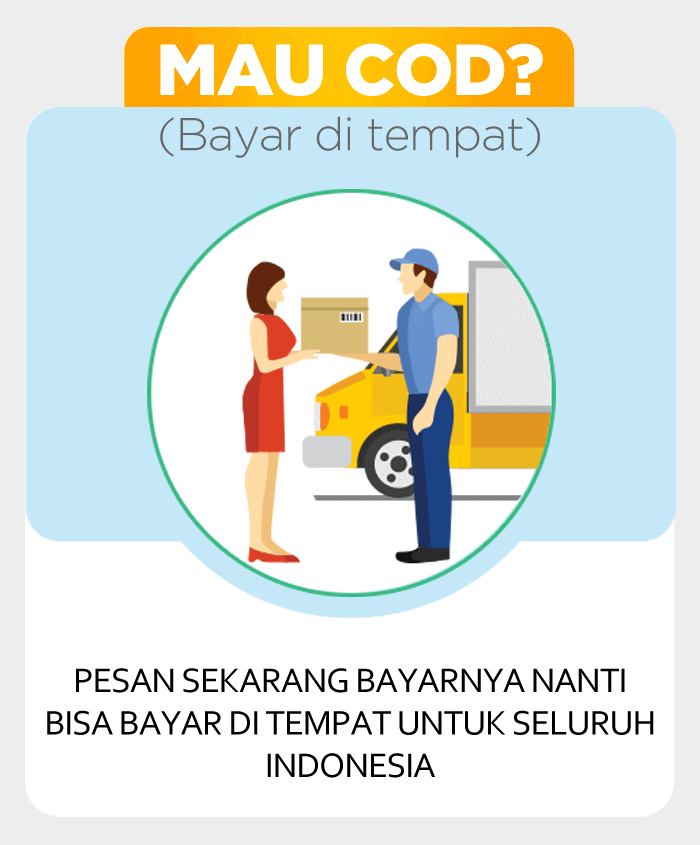 MAU COD?
(Bayar di tempat)
PESAN SEKARANG BAYARNYA NANTI
BISA BAYAR DI TEMPAT UNTUK SELURUH
INDONESIA